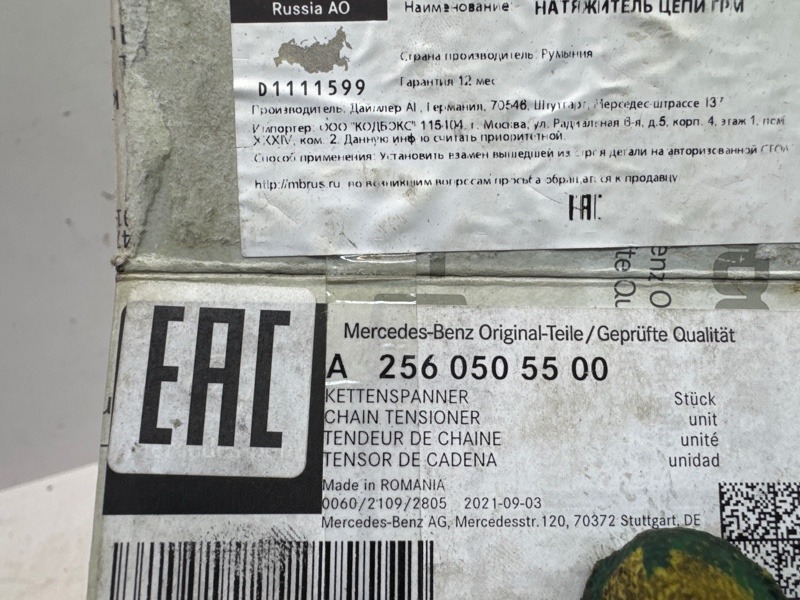 Russia AO
Наименование: НАТЯЖИТЕЛЬ ЦЕПИ ГРМ
D1111599
Страна производитель: Румыния
Гарантия 12 мес
Производитель: Даймлер АГ, Германия, 70546, Штутгарт, Мерседесштрассе 137
Импортер: ООО "КОДБЭКС" 115404, г. Москва, ул. Радиальная 6-я, д.5, корп. 4, этаж 1, пом
XXXIV, ком. 2. Данную инф-ю считать приоритетной.
Способ применения: Установить взамен вышедшей из строя детали на авторизованной СТОА
http://mbrus.ru по возникшим вопросам просьба обращаться к продавцу
EAC
EAC
Mercedes-Benz Original-Teile/Geprüfte Qualität
A 256 050 55 00
KETTENSPANNER Stück
CHAIN TENSIONER unit
TENDEUR DE CHAINE unité
TENSOR DE CADENA unidad
Made in ROMANIA
0060/2109/2805 2021-09-03
Mercedes-Benz AG, Mercedesstr.120, 70372 Stuttgart, DE